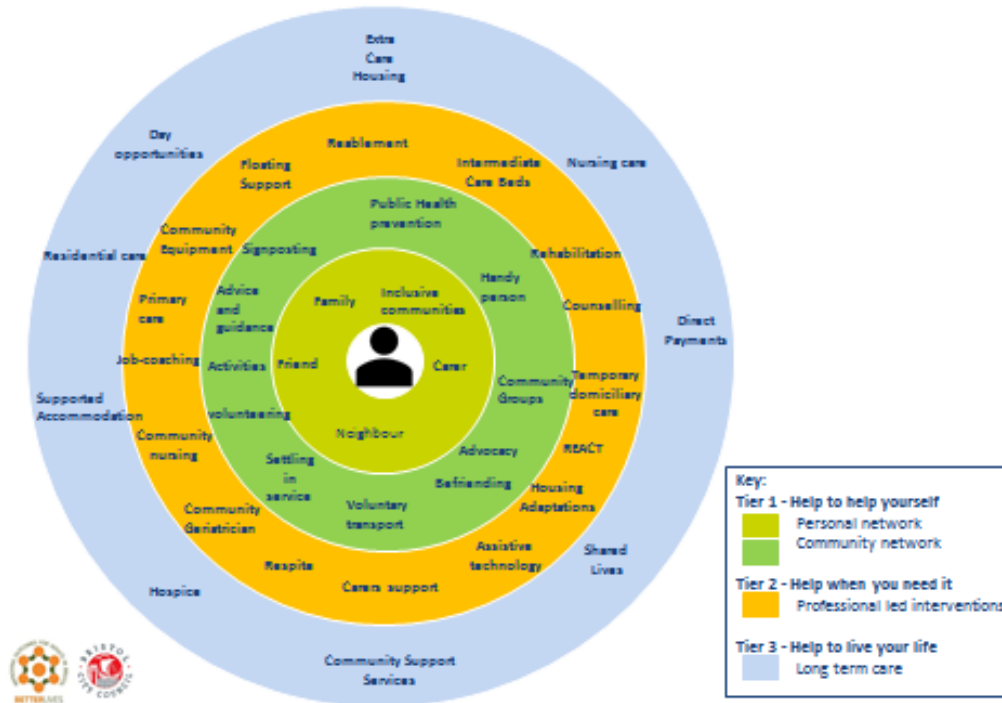 Extra
Care
Housing
Day
opportunities
Nursing care
Residential care
Direct
Payments
Supported
Accommodation
Shared
Lives
Hospice
Community Support
Services
Reablement
Floating
Support
Intermediate
Care Beds
Community
Equipment
Rehabilitation
Primary
care
Counselling
Job-coaching
Temporary
domiciliary
care
Community
nursing
REACT
Housing
Adaptations
Community
Geriatrician
Assistive
technology
Respite
Carers support
Public Health
prevention
Signposting
Handy
person
Advice
and
guidance
Activities
Community
Groups
volunteering
Advocacy
Settling
in
service
Befriending
Voluntary
transport
Family
Inclusive
communities
Friend
Carer
Neighbour
Key:
Tier 1 - Help to help yourself
Personal network
Community network
Tier 2 - Help when you need it
Professional led interventions
Tier 3 - Help to live your life
Long term care
BETTER LIVES
BRISTOL
CITY COUNCIL